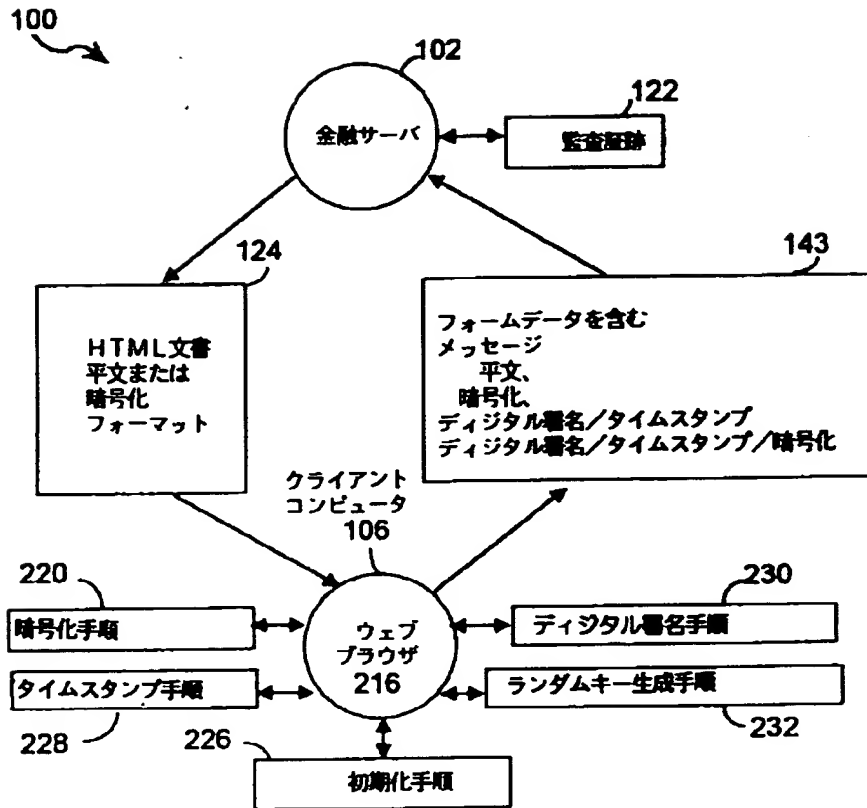 100
102
122
金融サーバ
監査証跡
124
143
HTML文書
平文または
暗号化
フォーマット
フォームデータを含む
メッセージ
平文、
暗号化、
ディジタル署名／タイムスタンプ
ディジタル署名／タイムスタンプ／暗号化
クライアント
コンピュータ
106
220
230
暗号化手順
ウェブ
ブラウザ
216
ディジタル署名手順
タイムスタンプ手順
ランダムキー生成手順
228
232
226
初期化手順